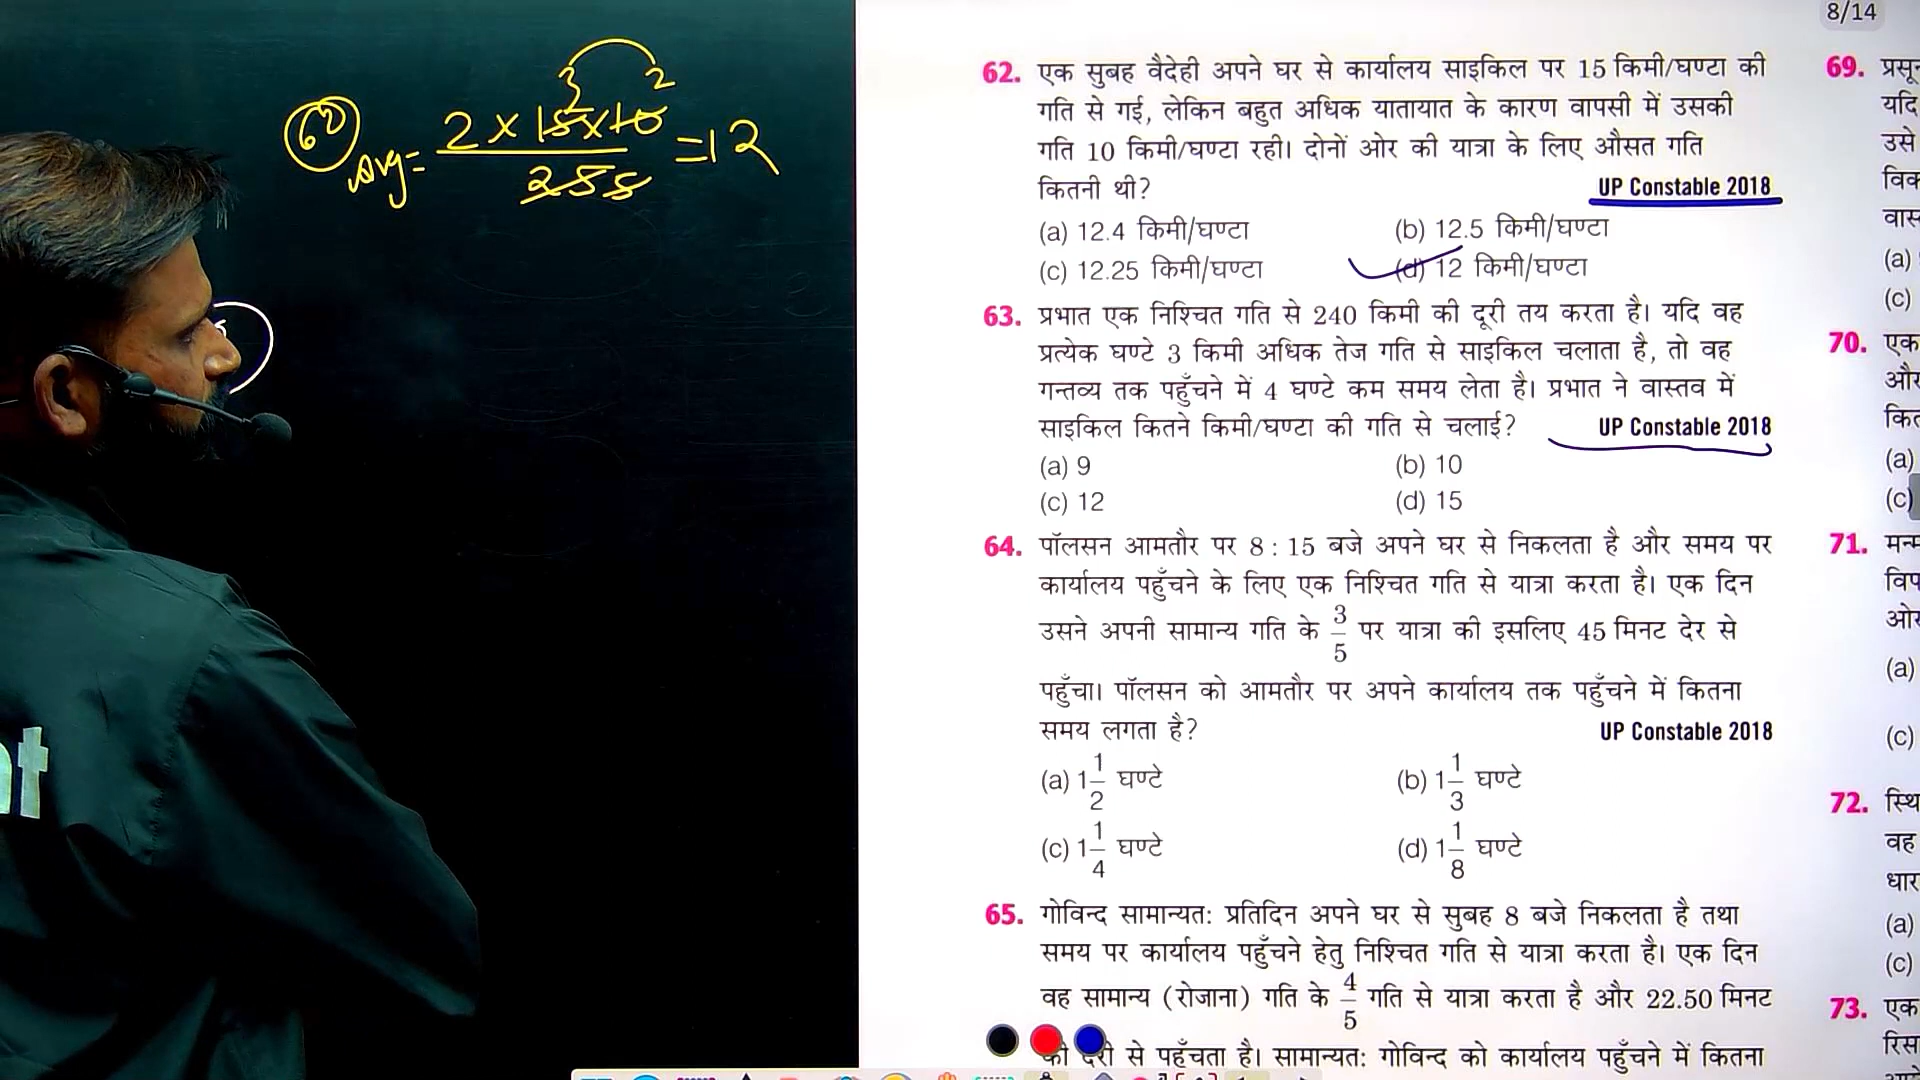 8/14
62
Avg = 2 × 15 × 10 / 25 = 12
3 2
5
nt
62. एक सुबह वैदेही अपने घर से कार्यालय साइकिल पर 15 किमी/घण्टा की
गति से गई, लेकिन बहुत अधिक यातायात के कारण वापसी में उसकी
गति 10 किमी/घण्टा रही। दोनों ओर की यात्रा के लिए औसत गति
कितनी थी? UP Constable 2018
(a) 12.4 किमी/घण्टा (b) 12.5 किमी/घण्टा
(c) 12.25 किमी/घण्टा (d) 12 किमी/घण्टा
63. प्रभात एक निश्चित गति से 240 किमी की दूरी तय करता है। यदि वह
प्रत्येक घण्टे 3 किमी अधिक तेज गति से साइकिल चलाता है, तो वह
गन्तव्य तक पहुँचने में 4 घण्टे कम समय लेता है। प्रभात ने वास्तव में
साइकिल कितने किमी/घण्टा की गति से चलाई? UP Constable 2018
(a) 9 (b) 10
(c) 12 (d) 15
64. पॉलसन आमतौर पर 8 : 15 बजे अपने घर से निकलता है और समय पर
कार्यालय पहुँचने के लिए एक निश्चित गति से यात्रा करता है। एक दिन
उसने अपनी सामान्य गति के 3/5 पर यात्रा की इसलिए 45 मिनट देर से
पहुँचा। पॉलसन को आमतौर पर अपने कार्यालय तक पहुँचने में कितना
समय लगता है? UP Constable 2018
(a) 1 1/2 घण्टे (b) 1 1/3 घण्टे
(c) 1 1/4 घण्टे (d) 1 1/8 घण्टे
65. गोविन्द सामान्यत: प्रतिदिन अपने घर से सुबह 8 बजे निकलता है तथा
समय पर कार्यालय पहुँचने हेतु निश्चित गति से यात्रा करता है। एक दिन
वह सामान्य (रोजाना) गति के 4/5 गति से यात्रा करता है और 22.50 मिनट
की देरी से पहुँचता है। सामान्यत: गोविन्द को कार्यालय पहुँचने में कितना
69.
यदि
उसे
(a)
(c)
70. एक
(a)
(c)
71.
(a)
(c)
72.
वह
(a)
(c)
73. एक